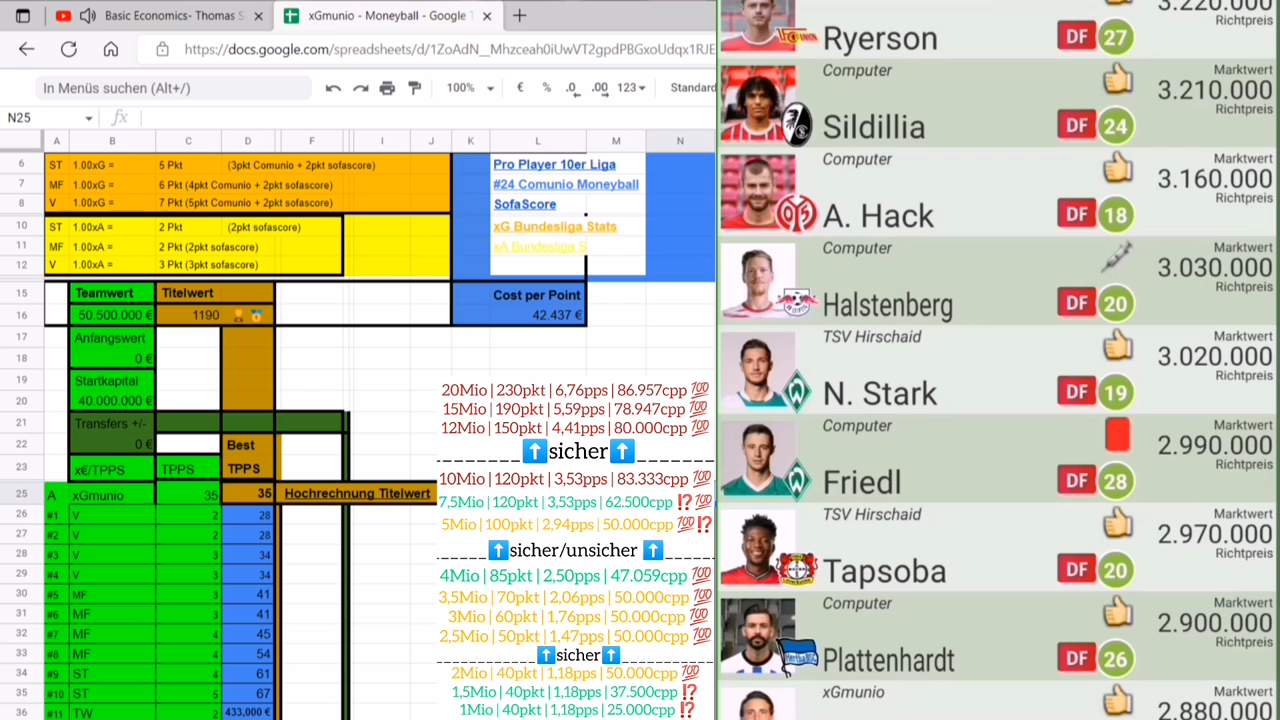 Basic Economics- Thomas S
xGmunio - Moneyball - Google T
https://docs.google.com/spreadsheets/d/1ZoAdN__Mhzceah0iUwVT2gpdPBGxoUdqx1RJE
In Menüs suchen (Alt+/)
100%
€ % .0 .00 123
Standard
N25
fx
A B C D F I J K L M N
6 ST 1.00xG = 5 Pkt (3pkt Comunio + 2pkt sofascore)
7 MF 1.00xG = 6 Pkt (4pkt Comunio + 2pkt sofascore)
8 V 1.00xG = 7 Pkt (5pkt Comunio + 2pkt sofascore)
10 ST 1.00xA = 2 Pkt (2pkt sofascore)
11 MF 1.00xA = 2 Pkt (2pkt sofascore)
12 V 1.00xA = 3 Pkt (3pkt sofascore)
Pro Player 10er Liga
#24 Comunio Moneyball
SofaScore
xG Bundesliga Stats
xA Bundesliga S
15 Teamwert Titelwert Cost per Point
16 50.500.000 € 1190 🏆 🥇 42.437 €
17 Anfangswert
18 0 €
19 Startkapital
20 40.000.000 €
21 Transfers +/-
22 0 € Best
23 x€/TPPS TPPS TPPS
25 A xGmunio 35 35 Hochrechnung Titelwert
26 #1 V 2 28
27 #2 V 2 28
28 #3 V 3 34
29 #4 V 3 34
30 #5 MF 3 41
31 #6 MF 3 41
32 #7 MF 4 45
33 #8 MF 4 54
34 #9 ST 4 61
35 #10 ST 5 67
36 #11 TW 2 433,000 €
20Mio | 230pkt | 6,76pps | 86.957cpp 💯
15Mio | 190pkt | 5,59pps | 78.947cpp 💯
12Mio | 150pkt | 4,41pps | 80.000cpp 💯
⬆️sicher⬆️
10Mio | 120pkt | 3,53pps | 83.333cpp 💯
7,5Mio | 120pkt | 3.53pps | 62.500cpp ⁉️💯
5Mio | 100pkt | 2,94pps | 50.000cpp 💯⁉️
⬆️sicher/unsicher ⬆️
4Mio | 85pkt | 2,50pps | 47.059cpp 💯
3,5Mio | 70pkt | 2,06pps | 50.000cpp 💯
3Mio | 60pkt | 1,76pps | 50.000cpp 💯
2,5Mio | 50pkt | 1,47pps | 50.000cpp 💯
⬆️sicher⬆️
2Mio | 40pkt | 1,18pps | 50.000cpp 💯
1,5Mio | 40pkt | 1,18pps | 37.500cpp ⁉️
1Mio | 40pkt | 1,18pps | 25.000cpp ⁉️
3.220.000
Ryerson DF 27 Richtpreis
Computer Marktwert
3.210.000
Sildillia DF 24 Richtpreis
Computer Marktwert
3.160.000
A. Hack DF 18 Richtpreis
Computer Marktwert
3.030.000
Halstenberg DF 20 Richtpreis
TSV Hirschaid Marktwert
3.020.000
N. Stark DF 19 Richtpreis
Computer Marktwert
2.990.000
Friedl DF 28 Richtpreis
TSV Hirschaid Marktwert
2.970.000
Tapsoba DF 20 Richtpreis
Computer Marktwert
2.900.000
Plattenhardt DF 26 Richtpreis
xGmunio Marktwert
2.880.000